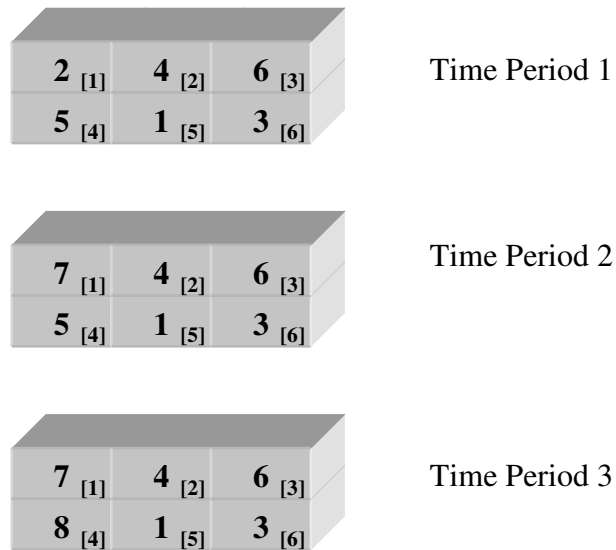 2 [1] 4 [2] 6 [3] Time Period 1
5 [4] 1 [5] 3 [6]
7 [1] 4 [2] 6 [3] Time Period 2
5 [4] 1 [5] 3 [6]
7 [1] 4 [2] 6 [3] Time Period 3
8 [4] 1 [5] 3 [6]